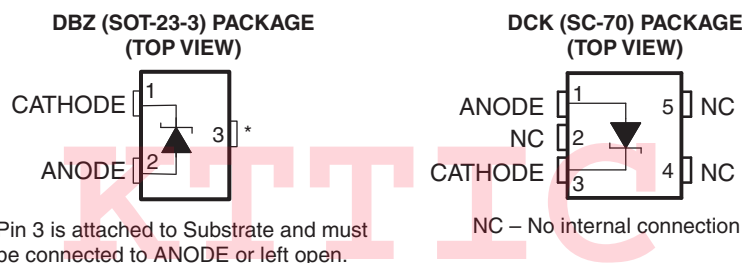 DBZ (SOT-23-3) PACKAGE
(TOP VIEW)
CATHODE 1
3 *
ANODE 2
Pin 3 is attached to Substrate and must
be connected to ANODE or left open.
DCK (SC-70) PACKAGE
(TOP VIEW)
ANODE 1 5 NC
NC 2
CATHODE 3 4 NC
NC – No internal connection
KTTIC